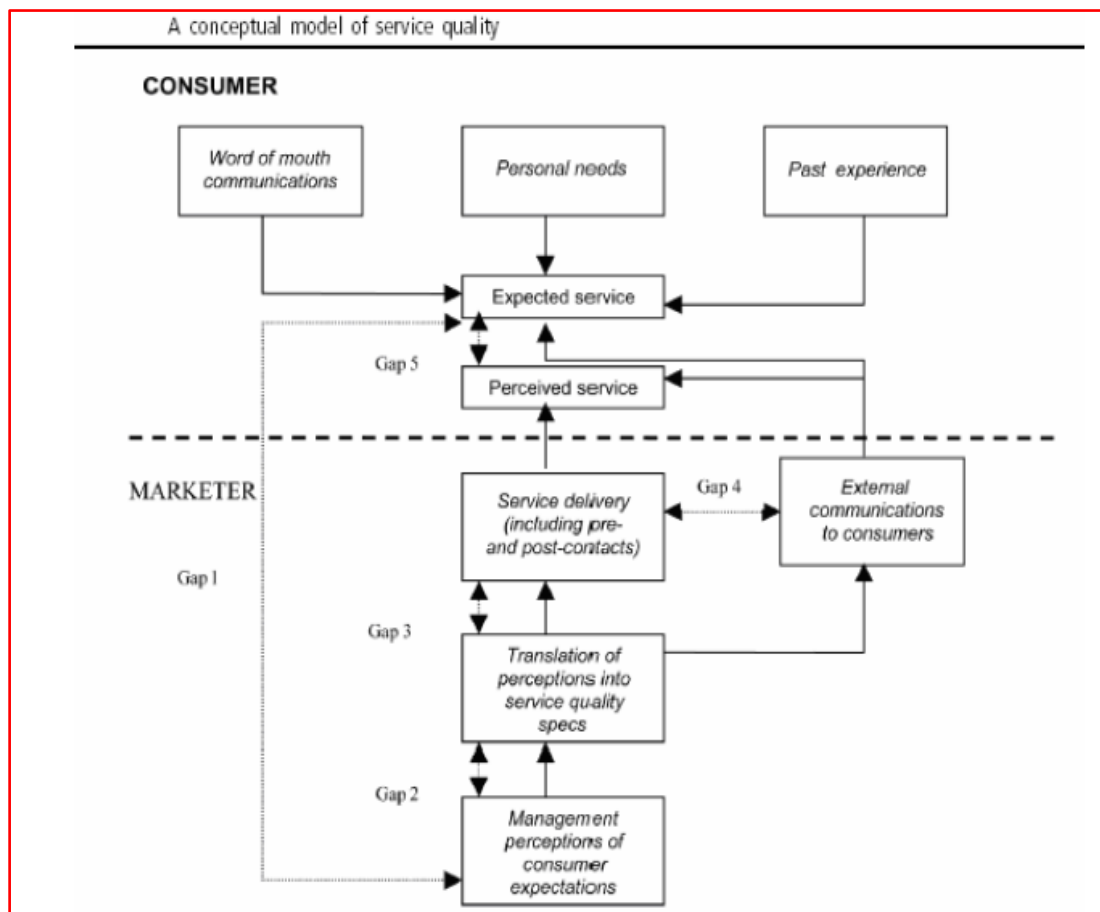 A conceptual model of service quality
CONSUMER
Word of mouth
communications
Personal needs
Past experience
Expected service
Gap 5
Perceived service
MARKETER
Service delivery
(including pre-
and post-contacts)
Gap 4
External
communications
to consumers
Gap 1
Gap 3
Translation of
perceptions into
service quality
specs
Gap 2
Management
perceptions of
consumer
expectations